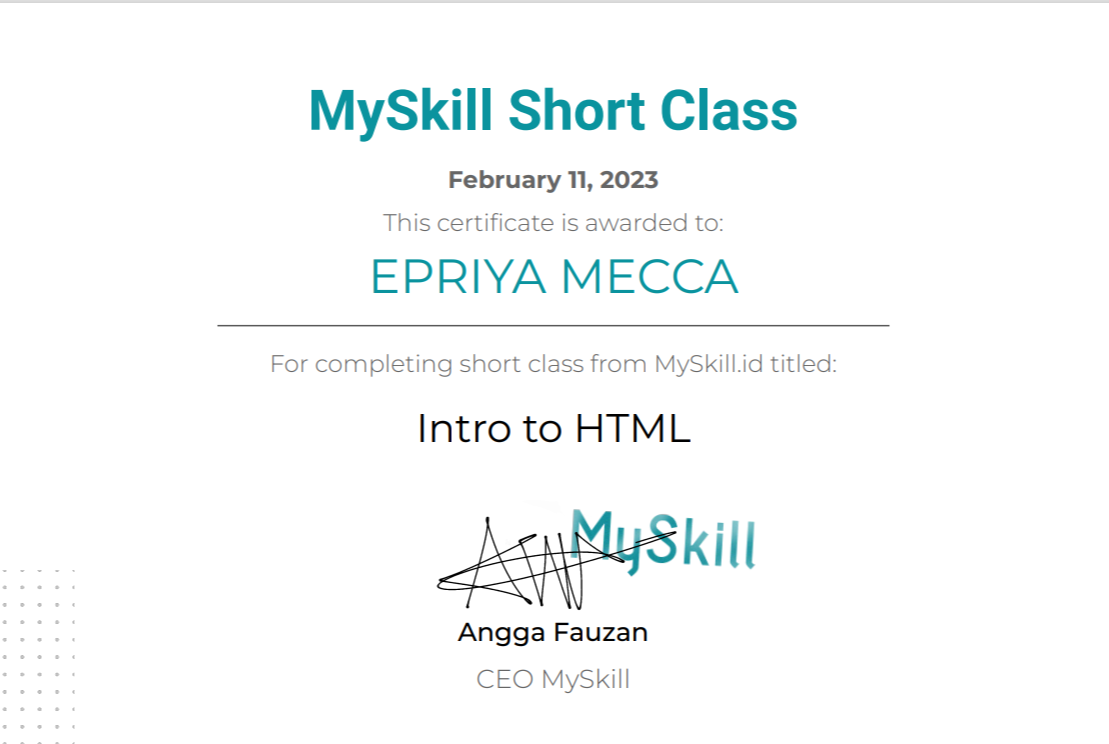 MySkill Short Class
February 11, 2023
This certificate is awarded to:
EPRIYA MECCA
For completing short class from MySkill.id titled:
Intro to HTML
MySkill
Angga Fauzan
CEO MySkill